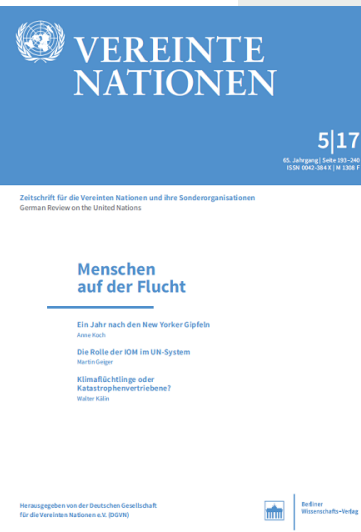 VEREINTE
NATIONEN
5|17
65. Jahrgang | Seite 193–240
ISSN 0042-384 X | M 1308 F
Zeitschrift für die Vereinten Nationen und ihre Sonderorganisationen
German Review on the United Nations
Menschen
auf der Flucht
Ein Jahr nach den New Yorker Gipfeln
Anne Koch
Die Rolle der IOM im UN-System
Martin Geiger
Klimaflüchtlinge oder
Katastrophenvertriebene?
Walter Kälin
Herausgegeben von der Deutschen Gesellschaft
für die Vereinten Nationen e.V. (DGVN)
Berliner
Wissenschafts-Verlag